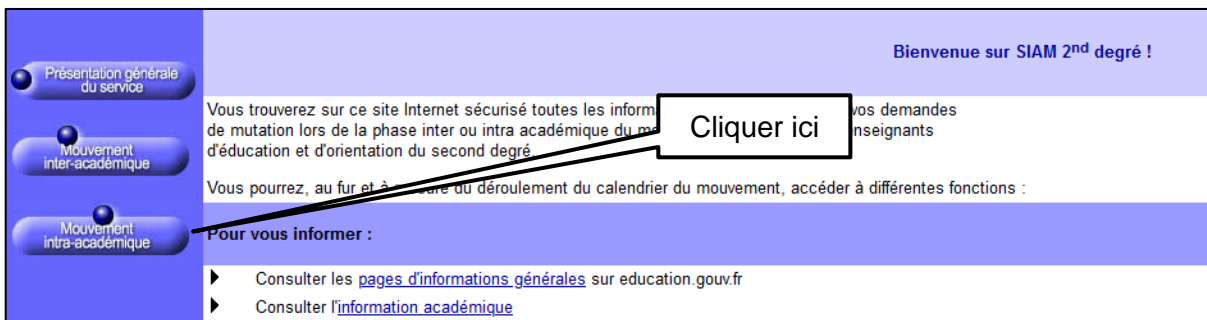 Bienvenue sur SIAM 2nd degré !
Présentation générale
du service
Mouvement
inter-académique
Mouvement
intra-académique
Vous trouverez sur ce site Internet sécurisé toutes les vos demandes
de mutation lors de la phase inter ou intra académique du
d'éducation et d'orientation du second degré
Cliquer ici
Vous pourrez, au fur et à du déroulement du calendrier du mouvement, accéder à différentes fonctions :
Pour vous informer :
Consulter les pages d'informations générales sur education.gouv.fr
Consulter l'information académique